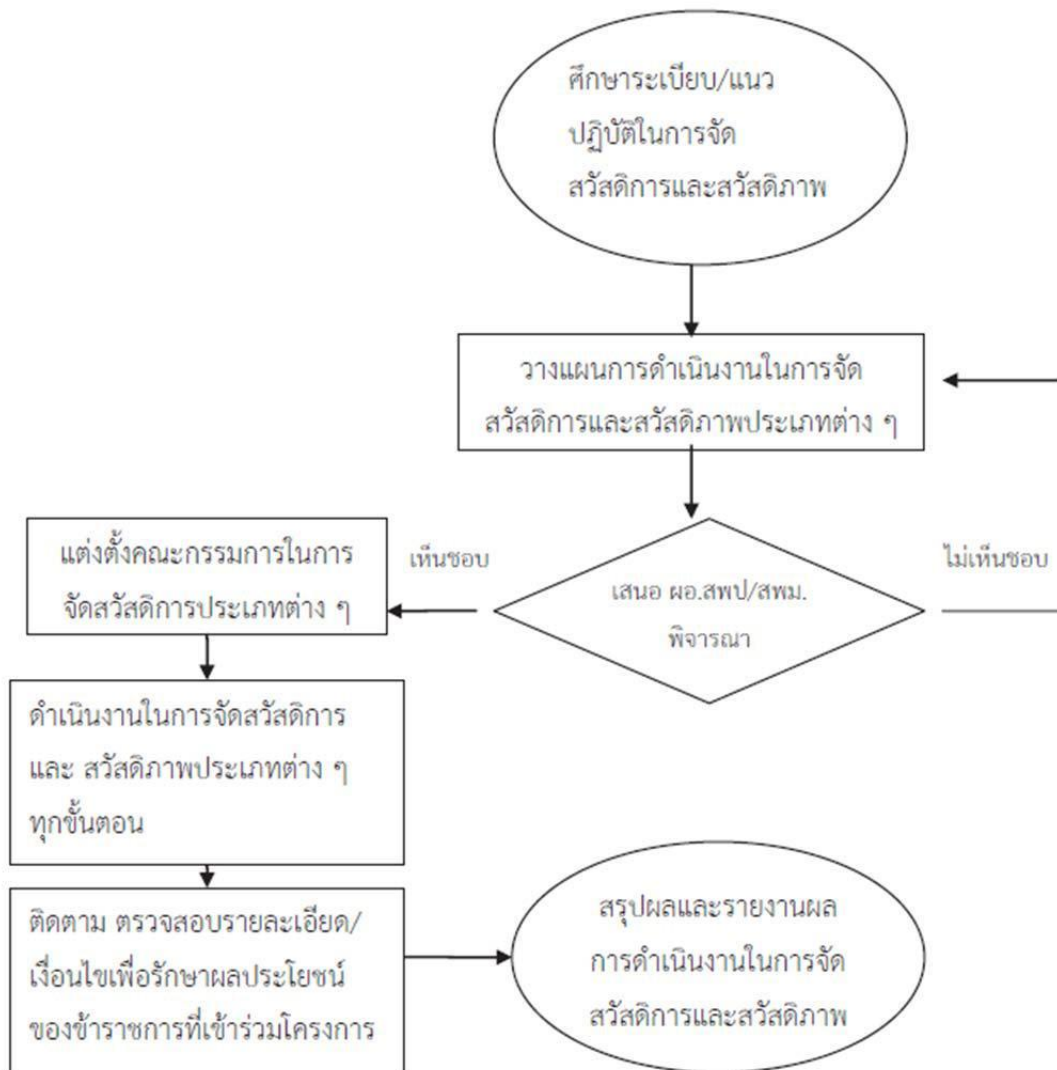 ศึกษาระเบียบ/แนว
ปฏิบัติในการจัด
สวัสดิการและสวัสดิภาพ
วางแผนการดำเนินงานในการจัด
สวัสดิการและสวัสดิภาพประเภทต่าง ๆ
เสนอ ผอ.สพป/สพม.
พิจารณา
ไม่เห็นชอบ
เห็นชอบ
แต่งตั้งคณะกรรมการในการ
จัดสวัสดิการประเภทต่าง ๆ
ดำเนินงานในการจัดสวัสดิการ
และ สวัสดิภาพประเภทต่าง ๆ
ทุกขั้นตอน
ติดตาม ตรวจสอบรายละเอียด/
เงื่อนไขเพื่อรักษาผลประโยชน์
ของข้าราชการที่เข้าร่วมโครงการ
สรุปผลและรายงานผล
การดำเนินงานในการจัด
สวัสดิการและสวัสดิภาพ